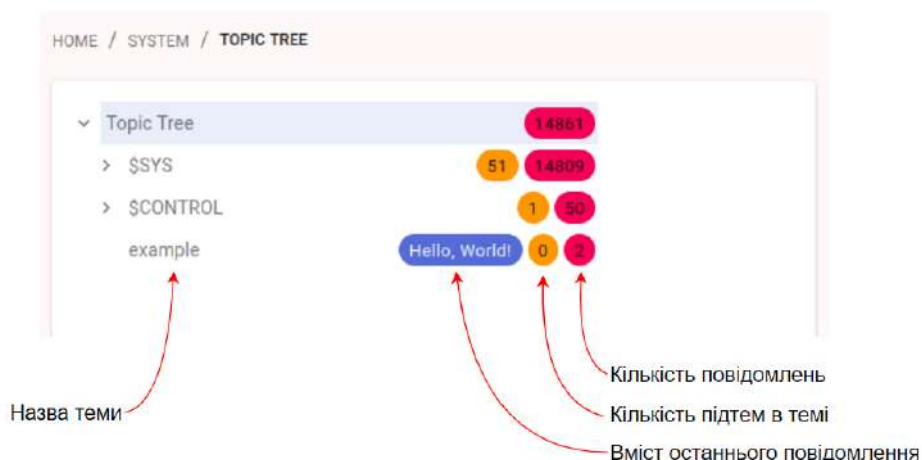 HOME / SYSTEM / TOPIC TREE
Topic Tree 14861
$SYS 51 14809
$CONTROL 1 50
example Hello, World! 0 2
Кількість повідомлень
Назва теми
Кількість підтем в темі
Вміст останнього повідомлення